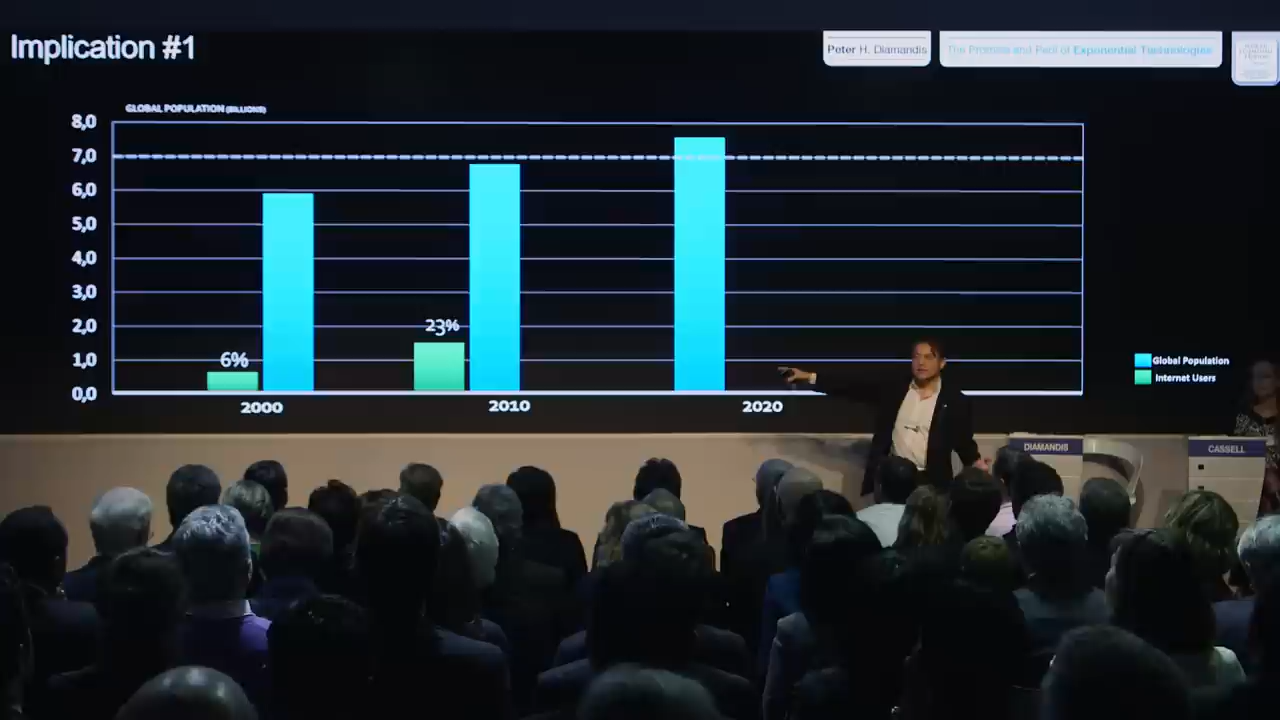 Implication #1
Peter H. Diamandis
The Promise and Peril of Exponential Technologies
GLOBAL POPULATION (BILLIONS)
8,0
7,0
6,0
5,0
4,0
3,0
2,0
1,0
0,0
6%
23%
2000
2010
2020
Global Population
Internet Users
DIAMANDIS
CASSELL